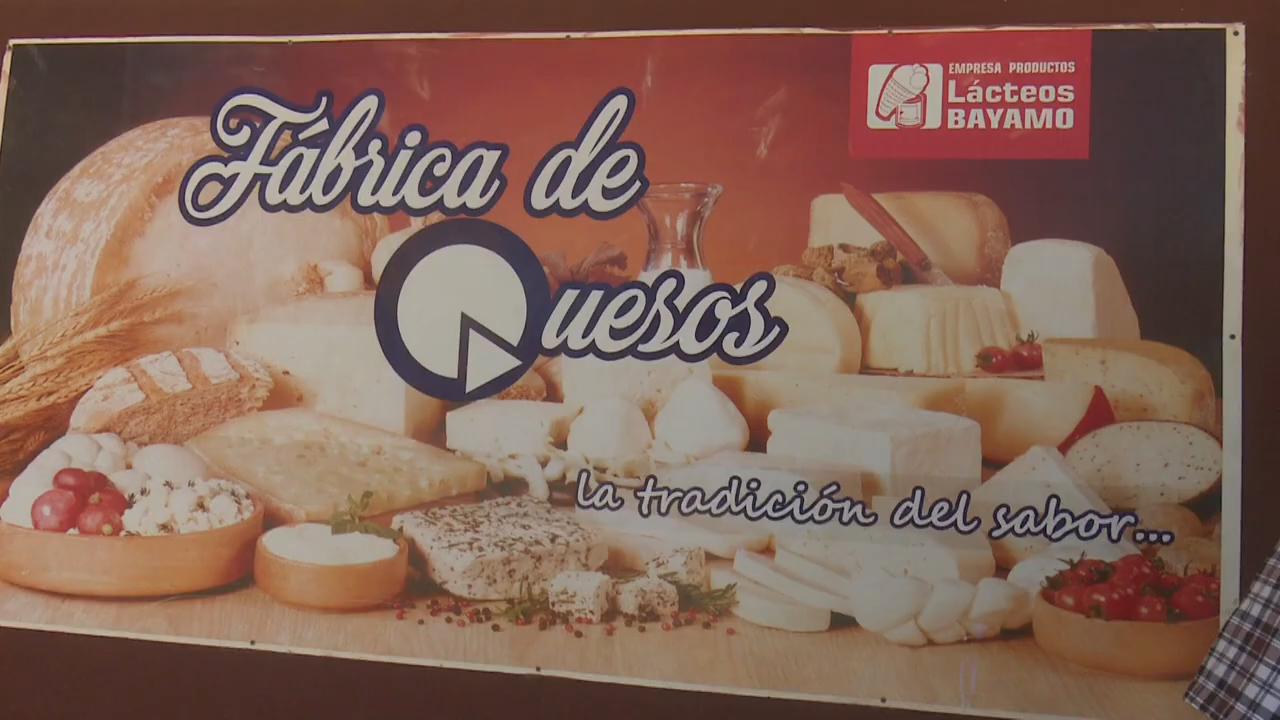 EMPRESA PRODUCTOS
Lácteos
BAYAMO
Fábrica de
Quesos
la tradición del sabor...